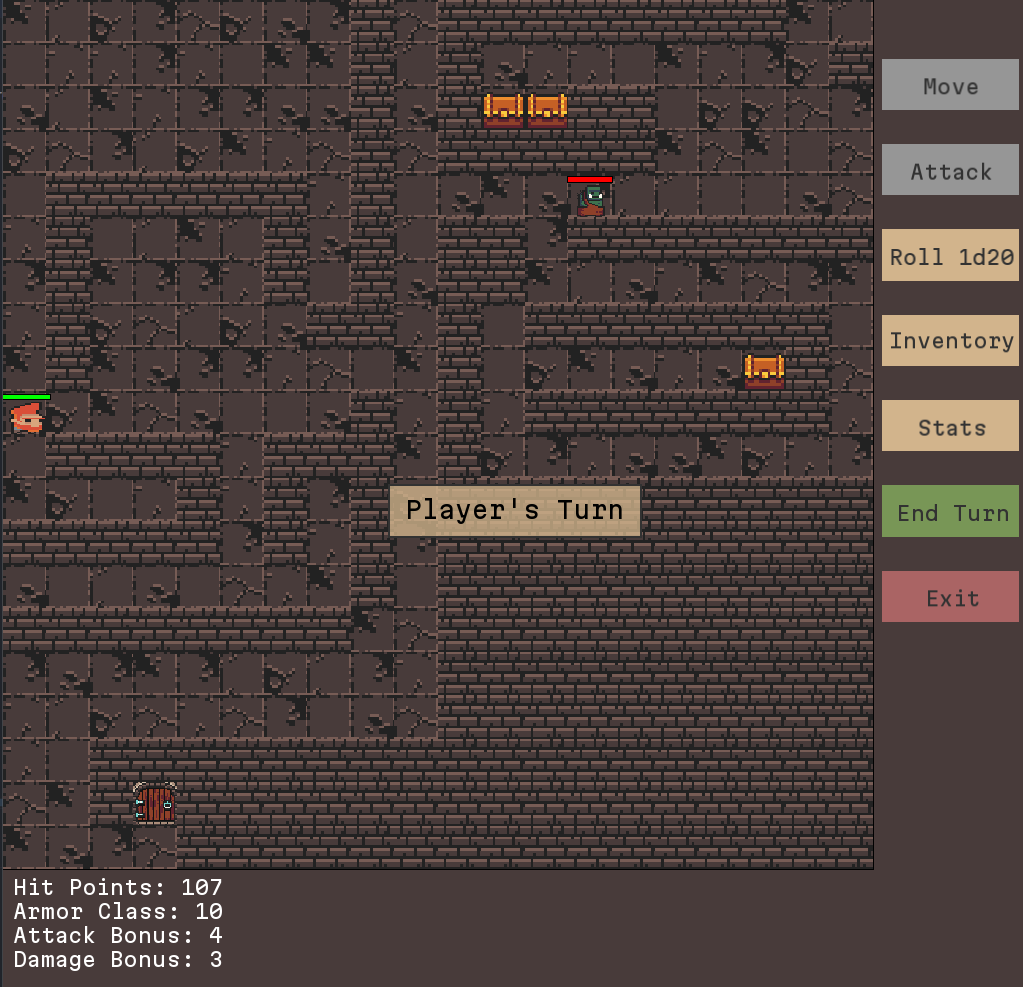 Move
Attack
Roll 1d20
Inventory
Stats
Player's Turn
End Turn
Exit
Hit Points: 107
Armor Class: 10
Attack Bonus: 4
Damage Bonus: 3